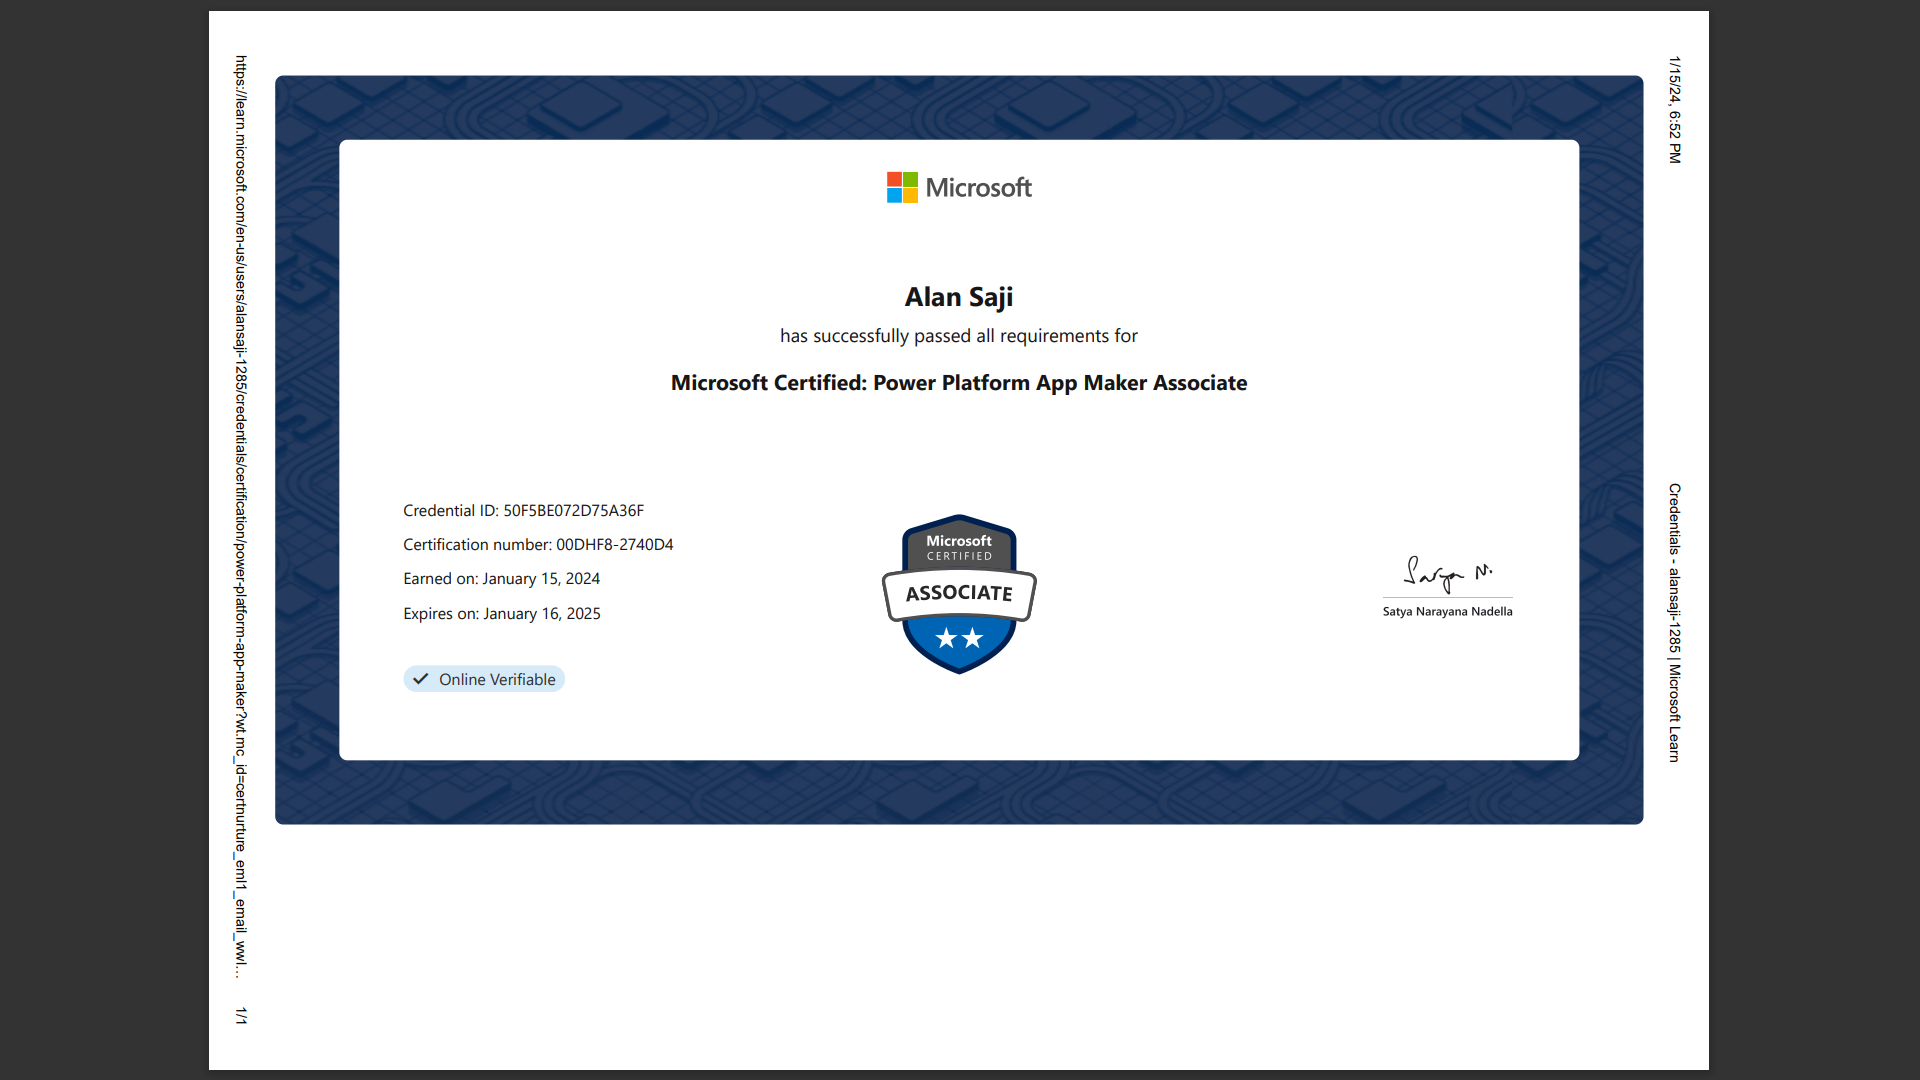 1/15/24, 6:52 PM
Credentials - alansaji-1285 | Microsoft Learn
Microsoft
Alan Saji
has successfully passed all requirements for
Microsoft Certified: Power Platform App Maker Associate
Credential ID: 50F5BE072D75A36F
Certification number: 00DHF8-2740D4
Earned on: January 15, 2024
Expires on: January 16, 2025
Online Verifiable
Microsoft
CERTIFIED
ASSOCIATE
Satya N.
Satya Narayana Nadella
https://learn.microsoft.com/en-us/users/alansaji-1285/credentials/certification/power-platform-app-maker?wt.mc_id=certnurture_eml1_email_wwl...
1/1